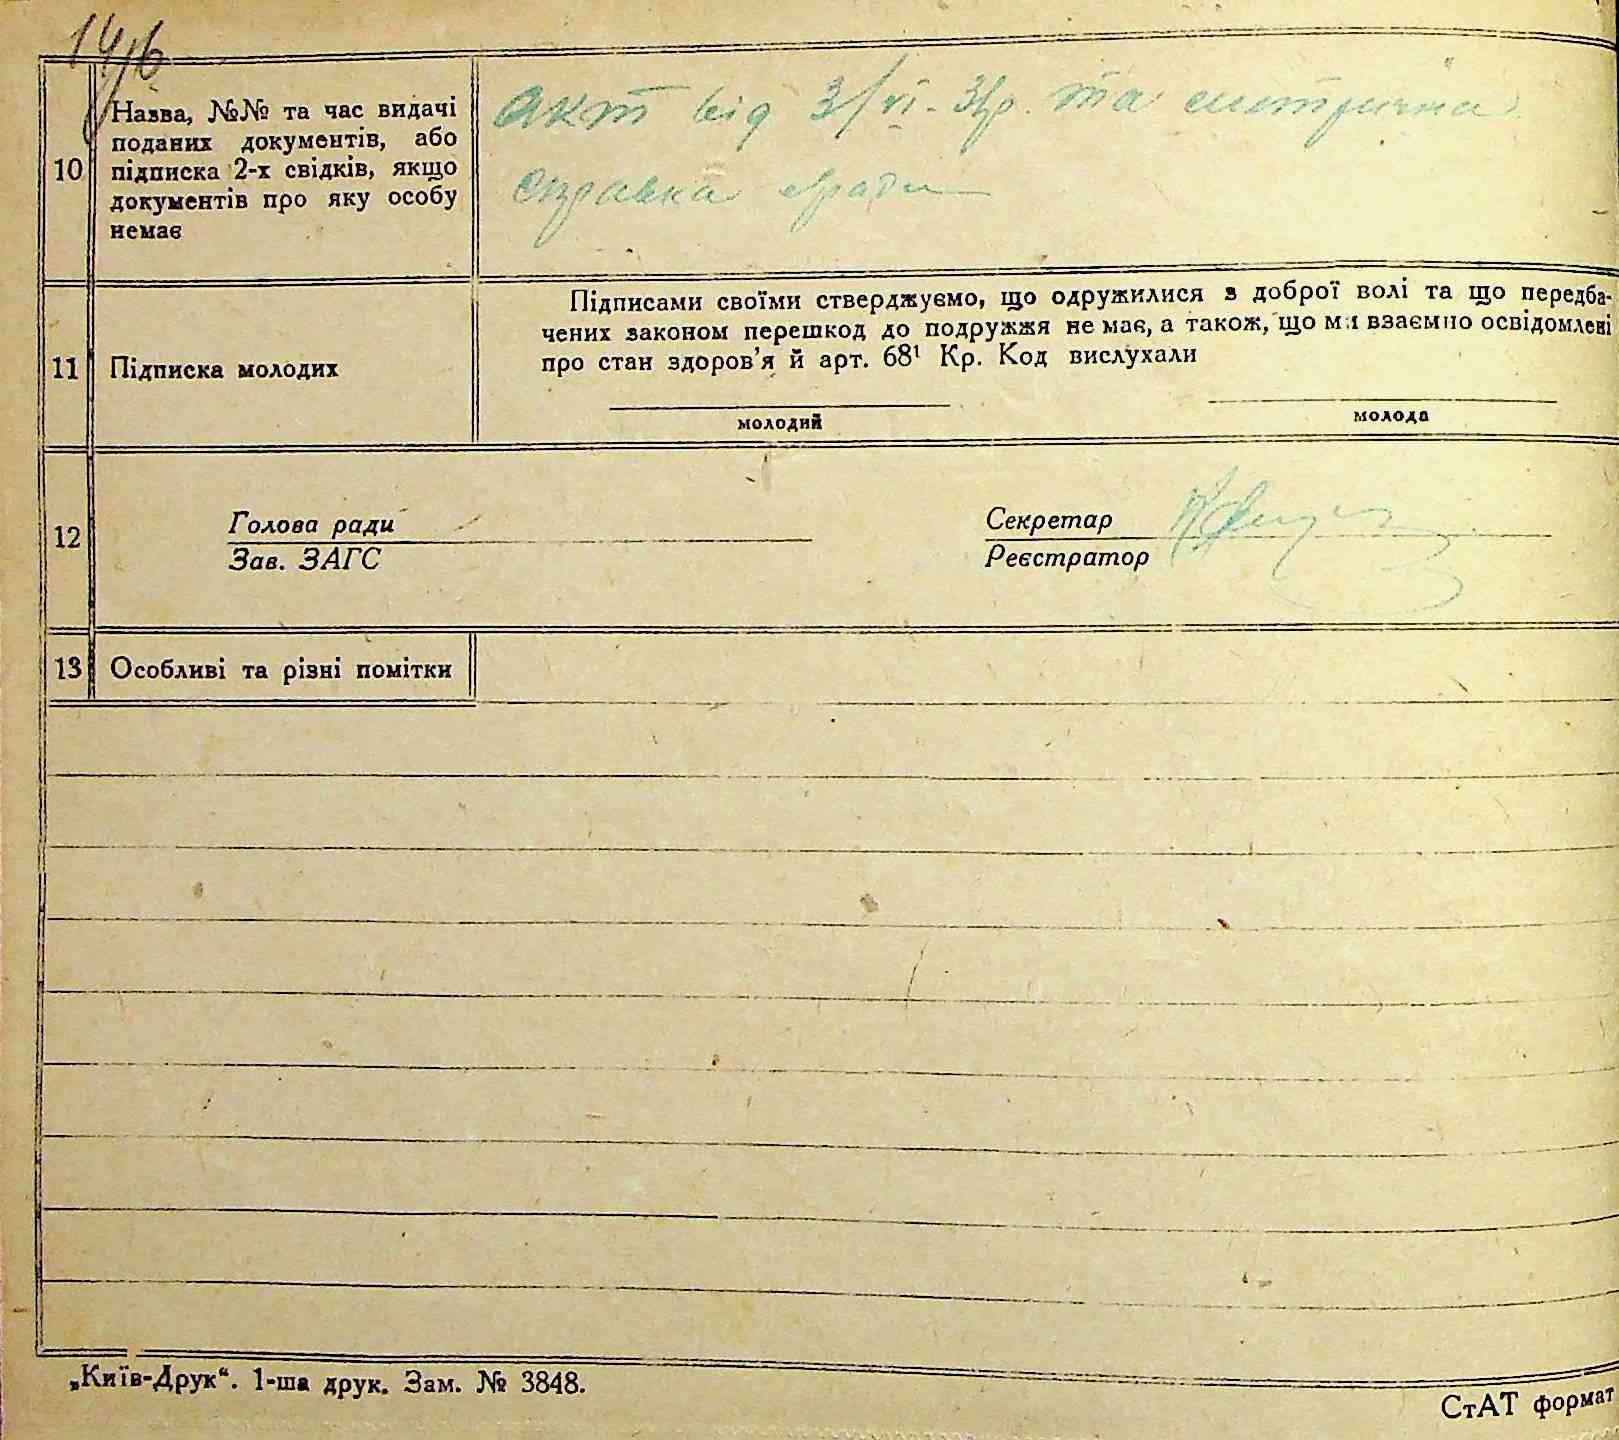 14/6
10
Назва, №№ та час видачі
поданих документів, або
підписка 2-х свідків, якщо
документів про яку особу
немає
Акт від 3/VI- та метрична
справка
11
Підписка молодих
Підписами своїми стверджуємо, що одружилися з доброї волі та що передба-
чених законом перешкод до подружжя не має, а також, що ми взаємно освідомлені
про стан здоров'я й арт. 68¹ Кр. Код вислухали
молодий
молода
12
Голова ради
Зав. ЗАГС
Секретар
Реєстратор
13
Особливі та різні помітки
„Київ-Друк“. 1-ша друк. Зам. № 3848.
СтАТ формат